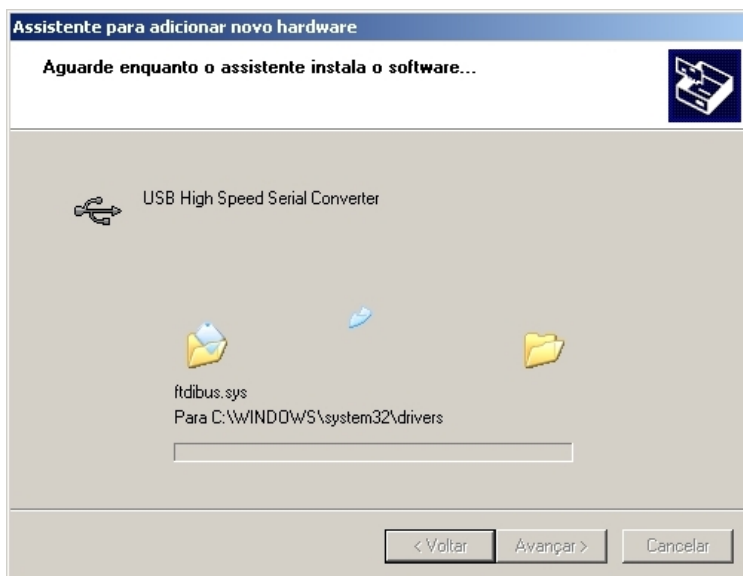 Assistente para adicionar novo hardware
Aguarde enquanto o assistente instala o software...
USB High Speed Serial Converter
ftdibus.sys
Para C:\WINDOWS\system32\drivers
< Voltar
Avançar >
Cancelar